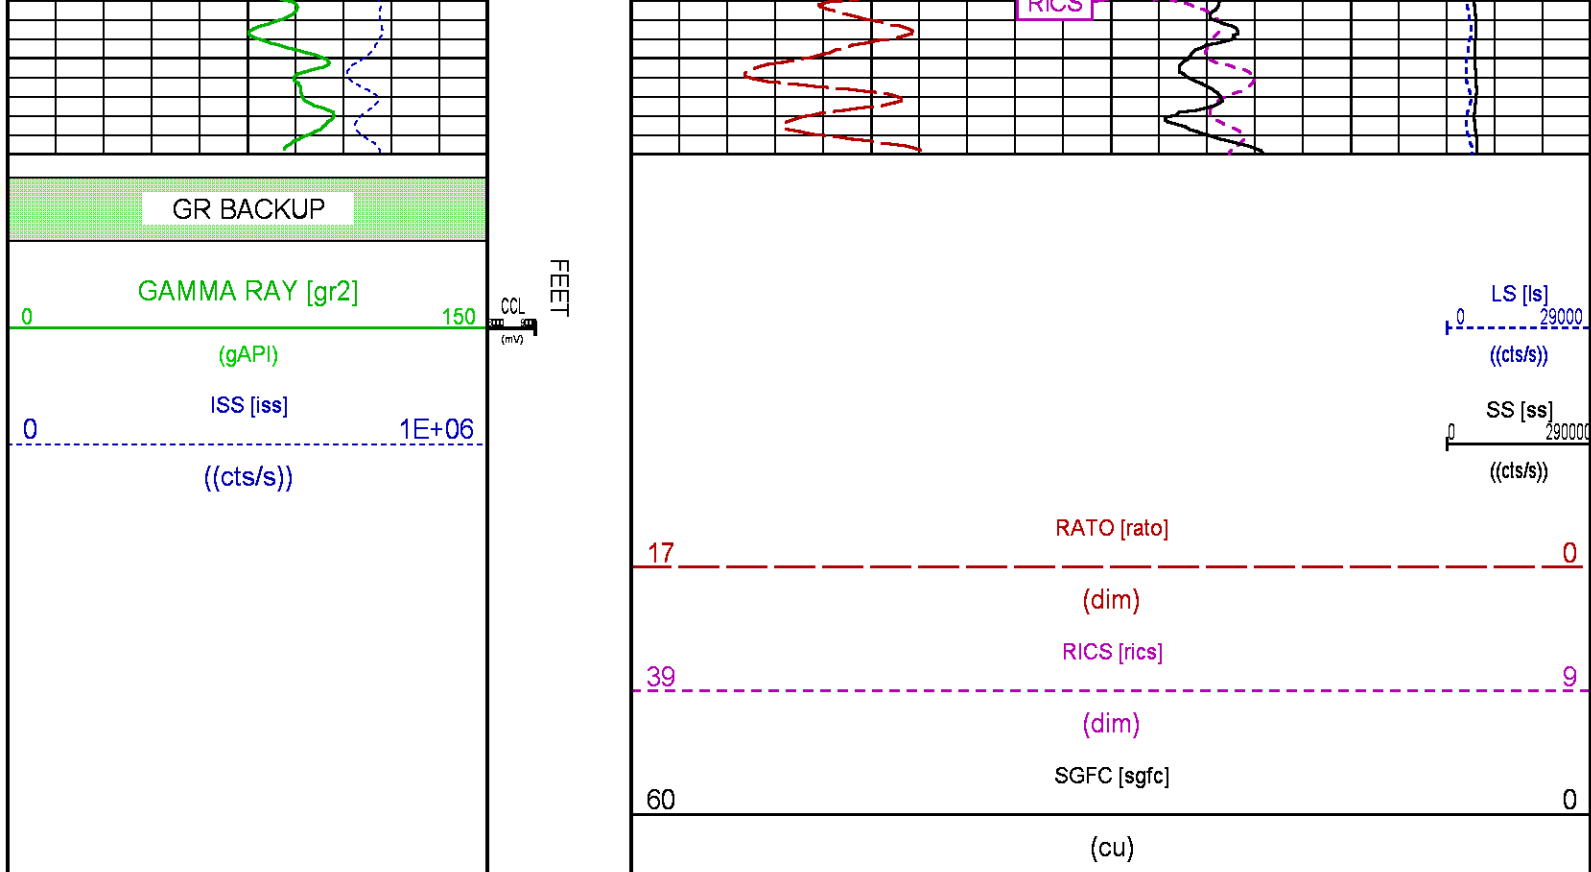 RICS
GR BACKUP
GAMMA RAY [gr2]
0 150
(gAPI)
ISS [iss]
0 1E+06
((cts/s))
CCL
(mV)
FEET
LS [ls]
0 29000
((cts/s))
SS [ss]
0 290000
((cts/s))
RATO [rato]
17 0
(dim)
RICS [rics]
39 9
(dim)
SGFC [sgfc]
60 0
(cu)